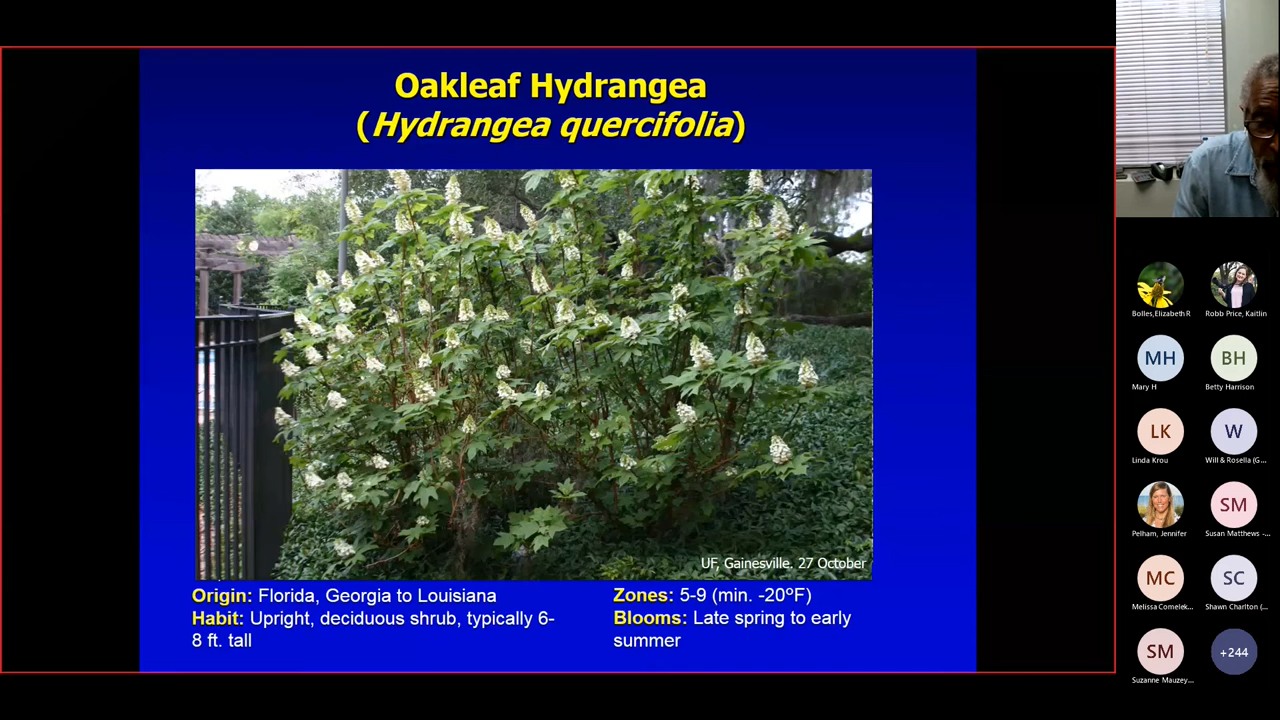 Oakleaf Hydrangea
(Hydrangea quercifolia)
UF, Gainesville. 27 October
Origin: Florida, Georgia to Louisiana
Habit: Upright, deciduous shrub, typically 6-
8 ft. tall
Zones: 5-9 (min. -20ºF)
Blooms: Late spring to early
summer
Bolles,Elizabeth R
Robb Price, Kaitlin
MH
Mary H
BH
Betty Harrison
LK
Linda Krou
W
Will & Rosella (G...
Pelham, Jennifer
SM
Susan Matthews -...
MC
Melissa Comelek...
SC
Shawn Charlton (...
SM
Suzanne Mauzey...
+244